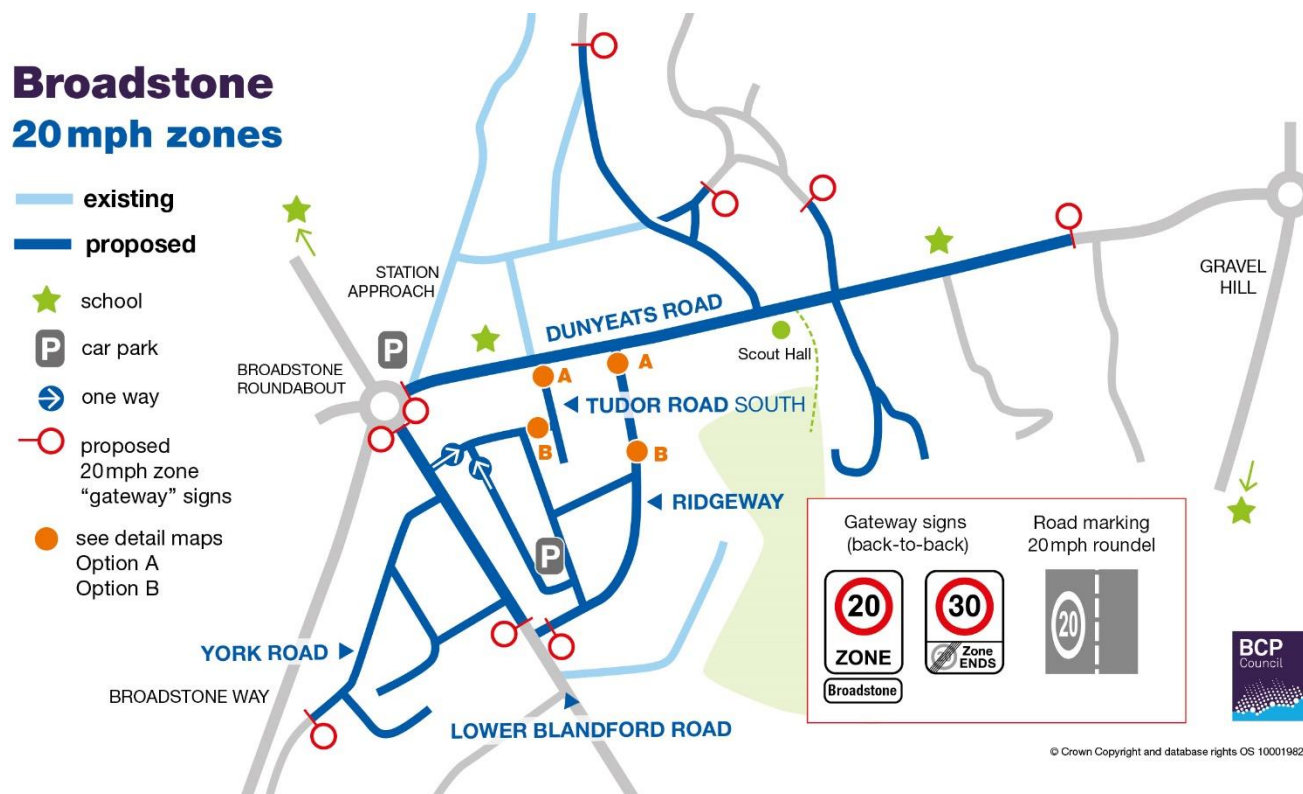 Broadstone
20 mph zones
existing
proposed
school
P
car park
one way
proposed
20 mph zone
“gateway” signs
see detail maps
Option A
Option B
STATION
APPROACH
P
BROADSTONE
ROUNDABOUT
DUNYEATS ROAD
Scout Hall
GRAVEL
HILL
A
A
TUDOR ROAD SOUTH
B
B
RIDGEWAY
P
YORK ROAD
BROADSTONE WAY
LOWER BLANDFORD ROAD
Gateway signs
(back-to-back)
20
ZONE
Broadstone
30
20
Zone
ENDS
Road marking
20 mph roundel
20
BCP
Council
© Crown Copyright and database rights OS 10001982